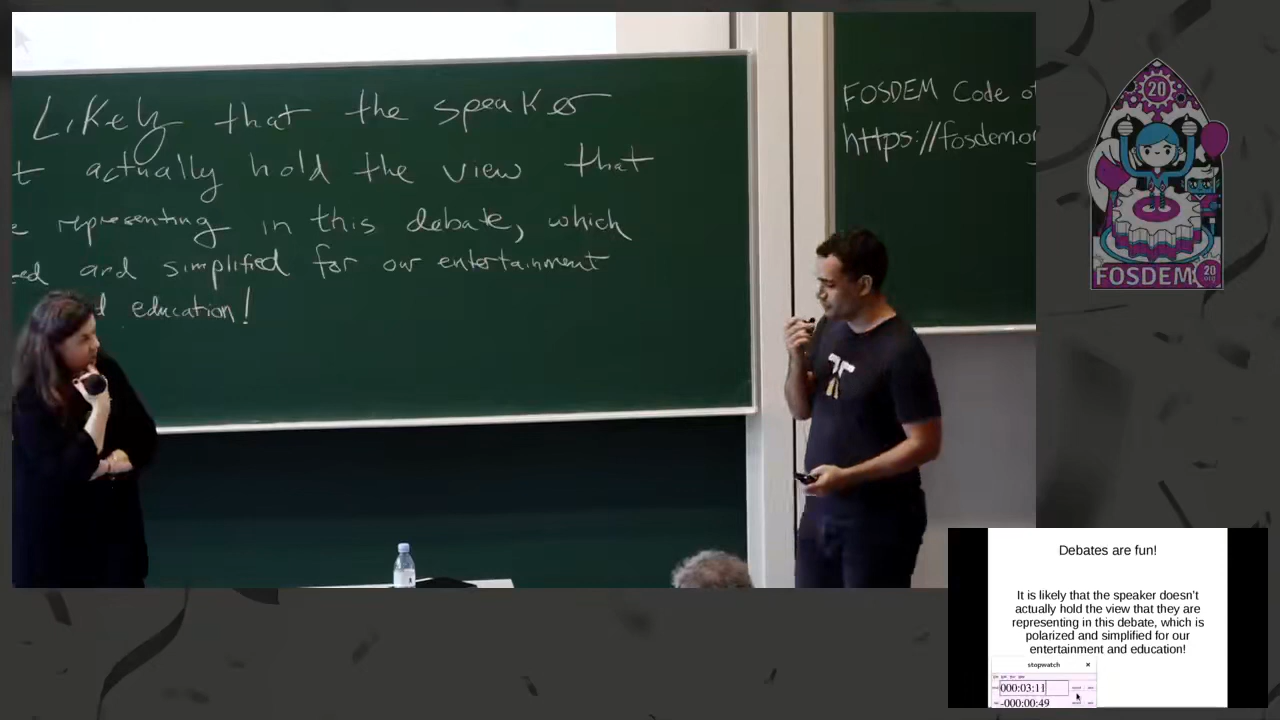 Likely that the speaker
t actually hold the view that
e representing in this debate, which
ed and simplified for our entertainment
d education!
FOSDEM Code o
https://fosdem.or
20
FOSDEM 20
.org
Debates are fun!
It is likely that the speaker doesn't
actually hold the view that they are
representing in this debate, which is
polarized and simplified for our
entertainment and education!
stopwatch
000:03:11
-000:00:49